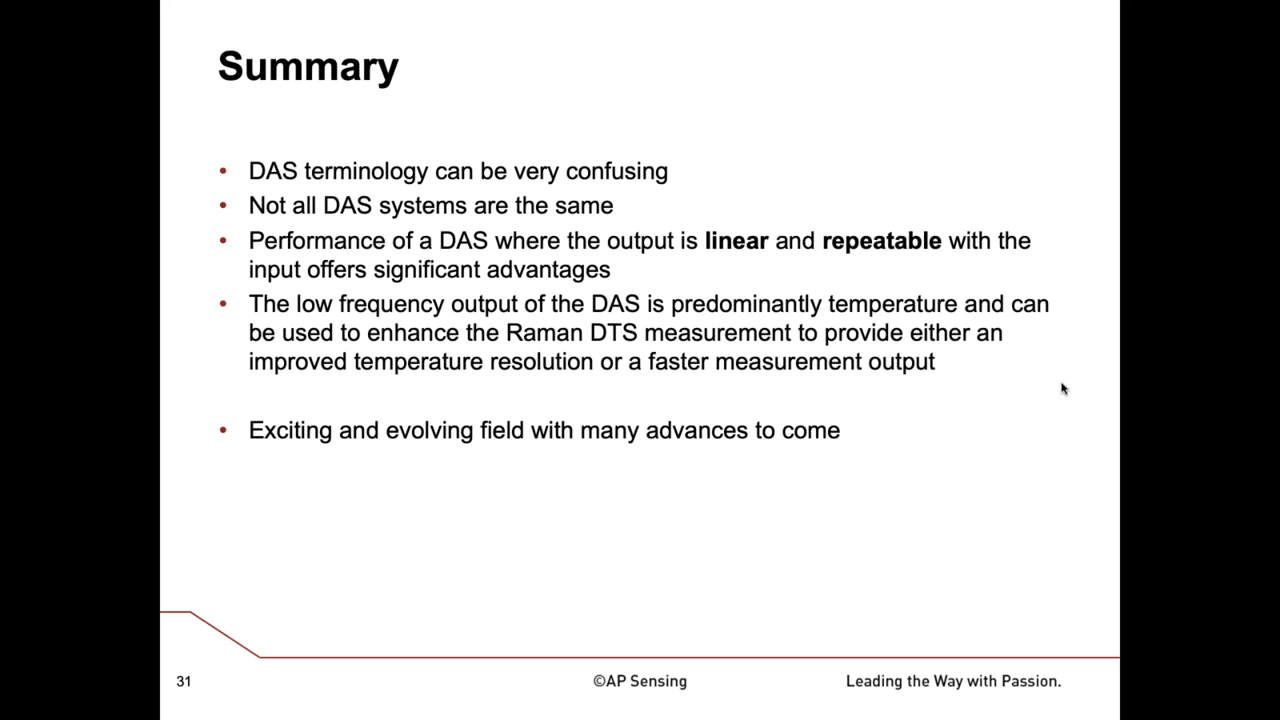 Summary
• DAS terminology can be very confusing
• Not all DAS systems are the same
• Performance of a DAS where the output is linear and repeatable with the
input offers significant advantages
• The low frequency output of the DAS is predominantly temperature and can
be used to enhance the Raman DTS measurement to provide either an
improved temperature resolution or a faster measurement output
• Exciting and evolving field with many advances to come
31
©AP Sensing
Leading the Way with Passion.